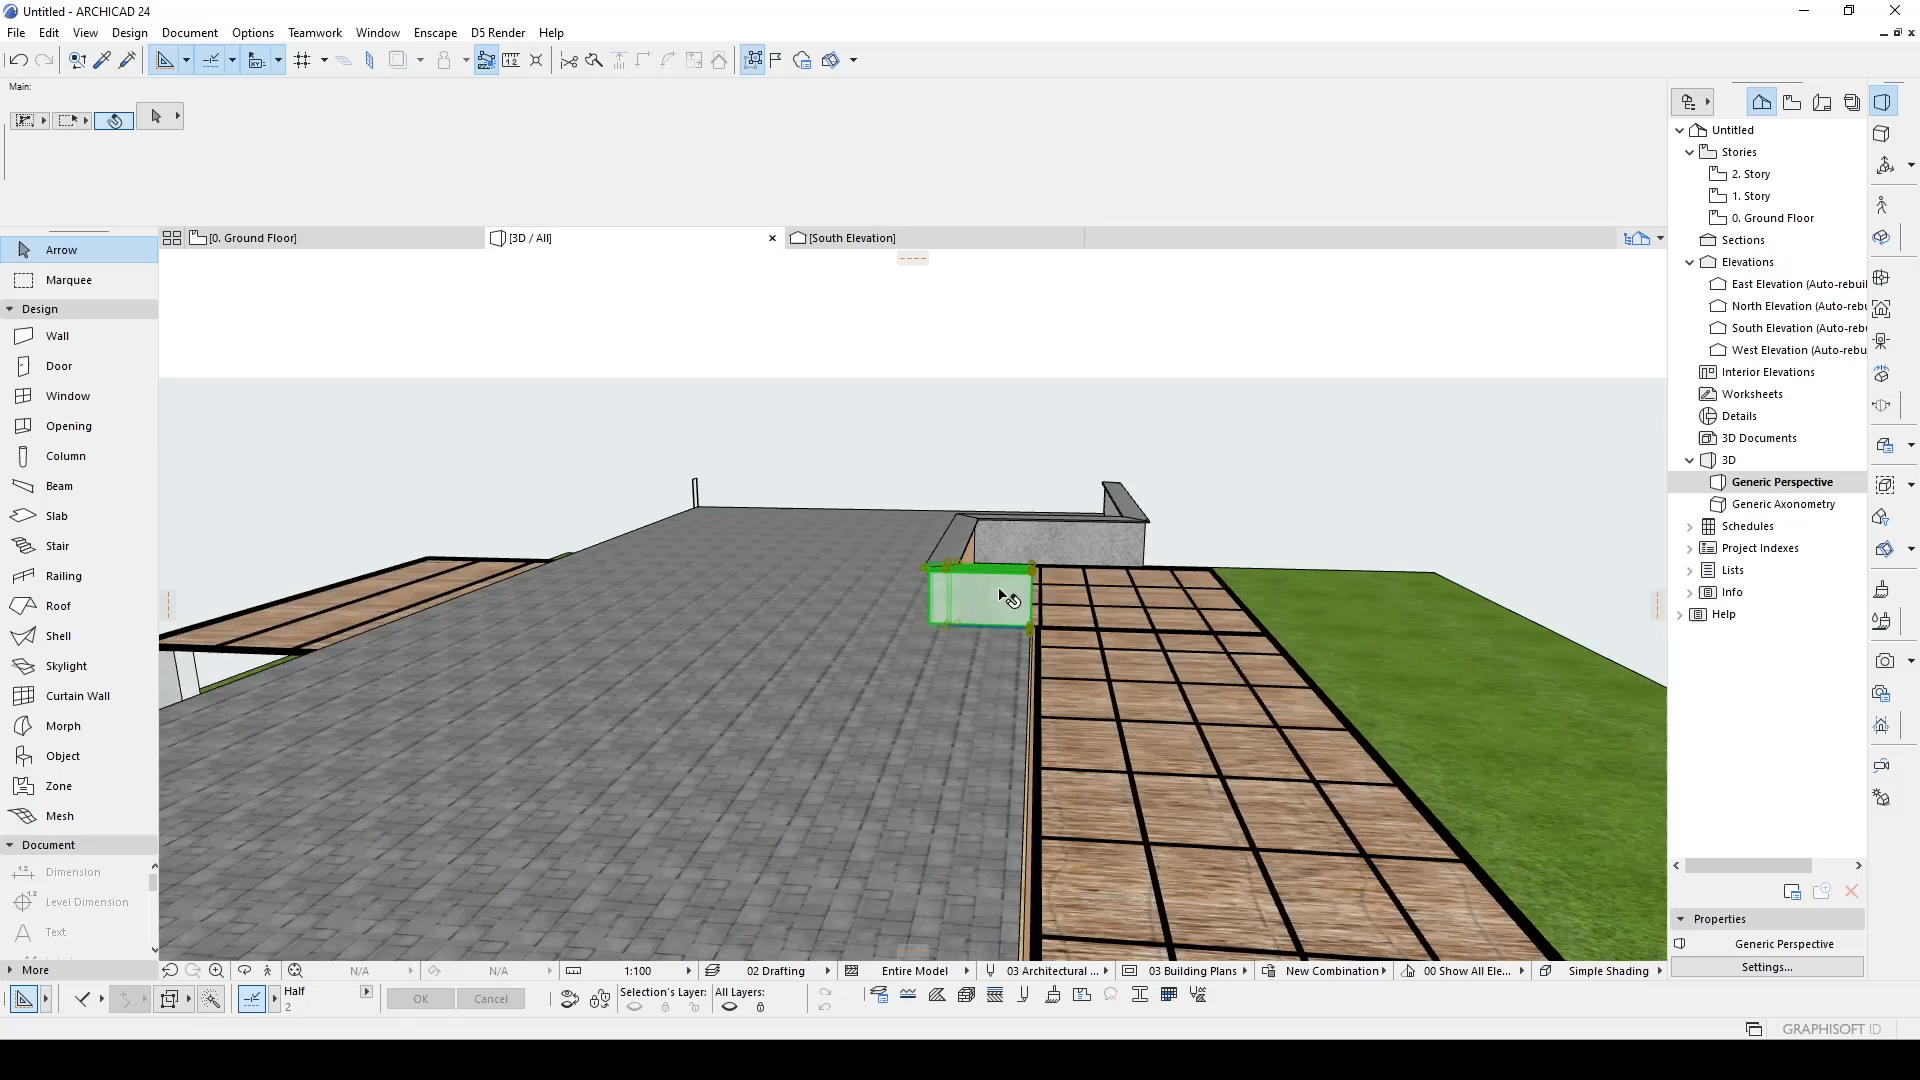 Untitled - ARCHICAD 24
File Edit View Design Document Options Teamwork Window Enscape D5 Render Help
Main:
[0. Ground Floor]
[3D / All]
[South Elevation]
Arrow
Marquee
Design
Wall
Door
Window
Opening
Column
Beam
Slab
Stair
Railing
Roof
Shell
Skylight
Curtain Wall
Morph
Object
Zone
Mesh
Document
Dimension
Level Dimension
Text
More
Untitled
Stories
2. Story
1. Story
0. Ground Floor
Sections
Elevations
East Elevation (Auto-rebuil
North Elevation (Auto-rebu
South Elevation (Auto-rebu
West Elevation (Auto-rebu
Interior Elevations
Worksheets
Details
3D Documents
3D
Generic Perspective
Generic Axonometry
Schedules
Project Indexes
Lists
Info
Help
Properties
Generic Perspective
Settings...
N/A N/A 1:100 02 Drafting Entire Model 03 Architectural ... 03 Building Plans New Combination 00 Show All Ele... Simple Shading
Half
2
OK Cancel
Selection's Layer: All Layers:
GRAPHISOFT ID